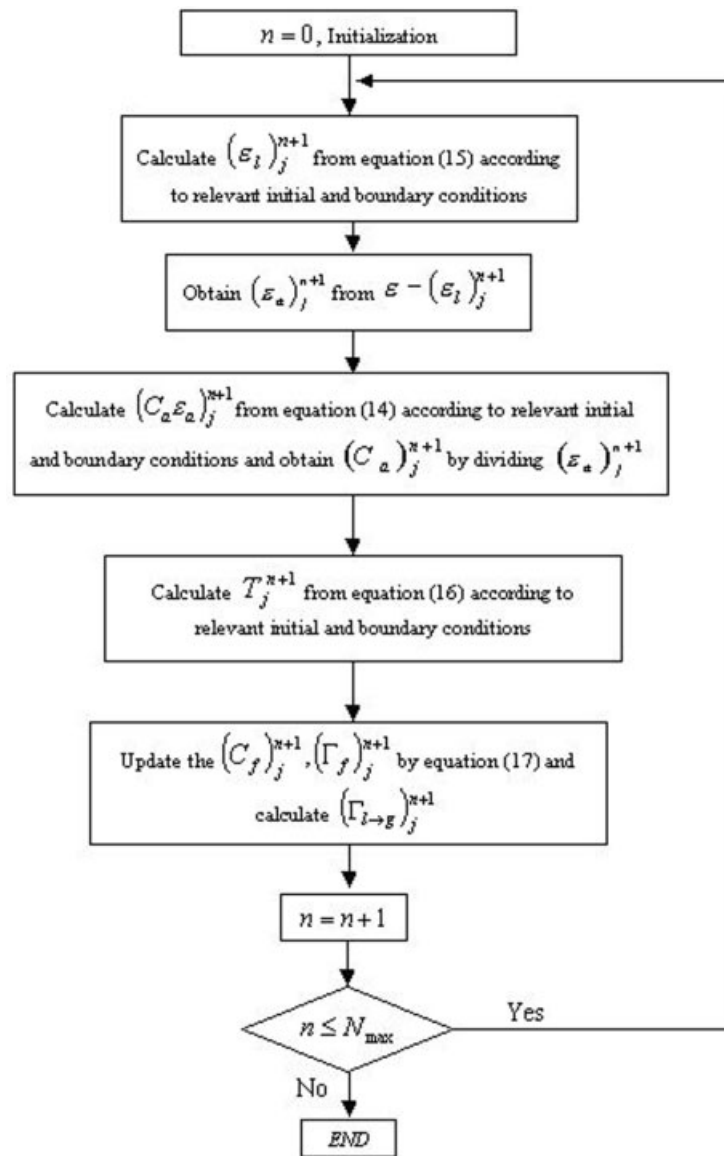 n = 0, Initialization
Calculate (ε_l)_j^{n+1} from equation (15) according
to relevant initial and boundary conditions
Obtain (ε_a)_j^{n+1} from ε − (ε_l)_j^{n+1}
Calculate (C_a ε_a)_j^{n+1} from equation (14) according to relevant initial
and boundary conditions and obtain (C_a)_j^{n+1} by dividing (ε_a)_j^{n+1}
Calculate T_j^{n+1} from equation (16) according to
relevant initial and boundary conditions
Update the (C_f)_j^{n+1}, (Γ_f)_j^{n+1} by equation (17) and
calculate (Γ_{l→g})_j^{n+1}
n = n + 1
n ≤ N_max
Yes
No
END